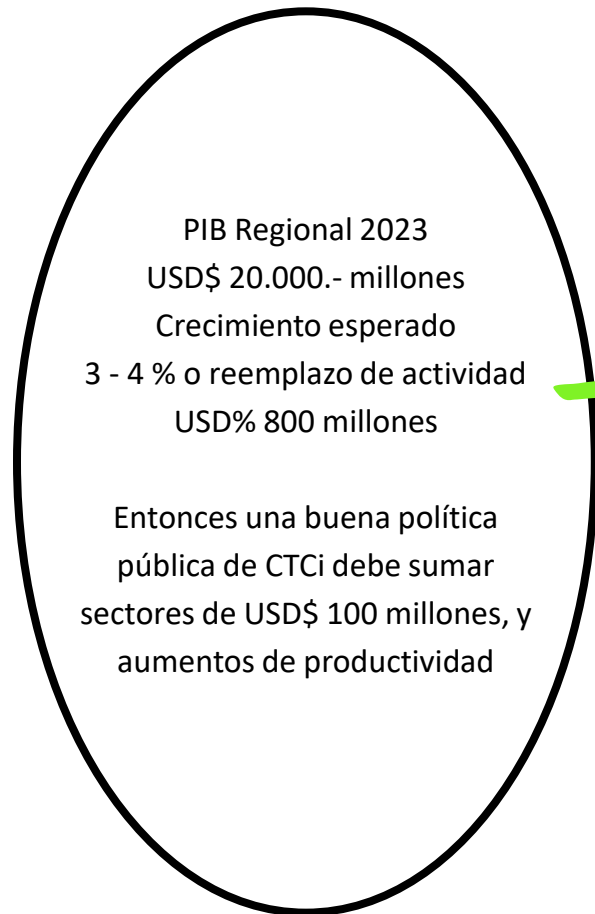 PIB Regional 2023
USD$ 20.000.- millones
Crecimiento esperado
3 - 4 % o reemplazo de actividad
USD% 800 millones
Entonces una buena política
pública de CTCi debe sumar
sectores de USD$ 100 millones, y
aumentos de productividad